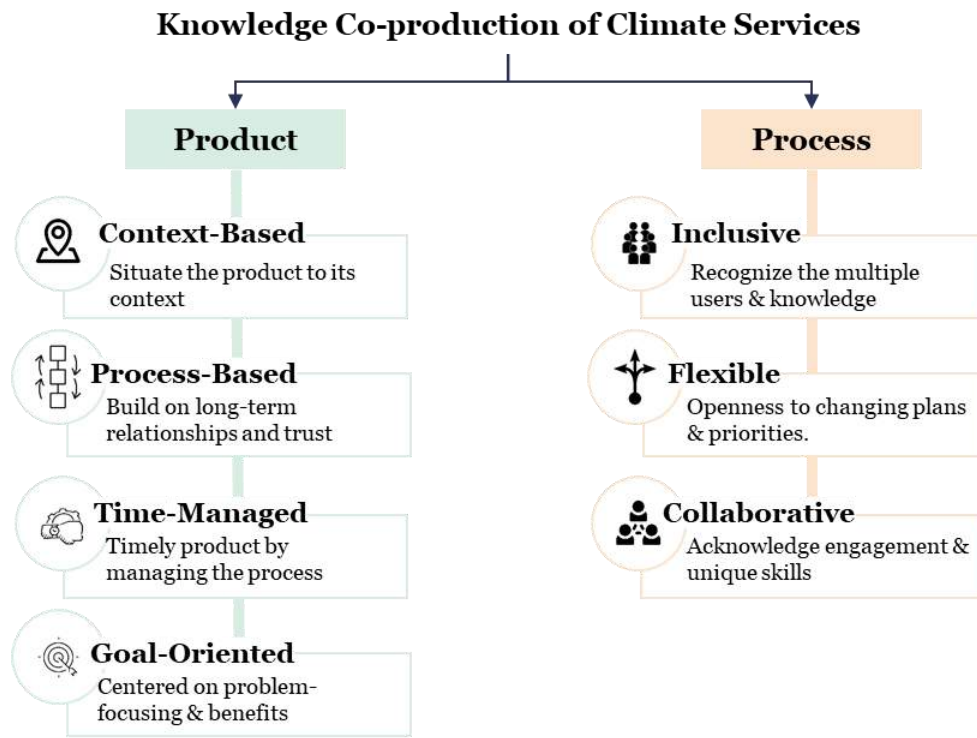 Knowledge Co-production of Climate Services
Product
Context-Based
Situate the product to its
context
Process-Based
Build on long-term
relationships and trust
Time-Managed
Timely product by
managing the process
Goal-Oriented
Centered on problem-
focusing & benefits
Process
Inclusive
Recognize the multiple
users & knowledge
Flexible
Openness to changing plans
& priorities.
Collaborative
Acknowledge engagement &
unique skills